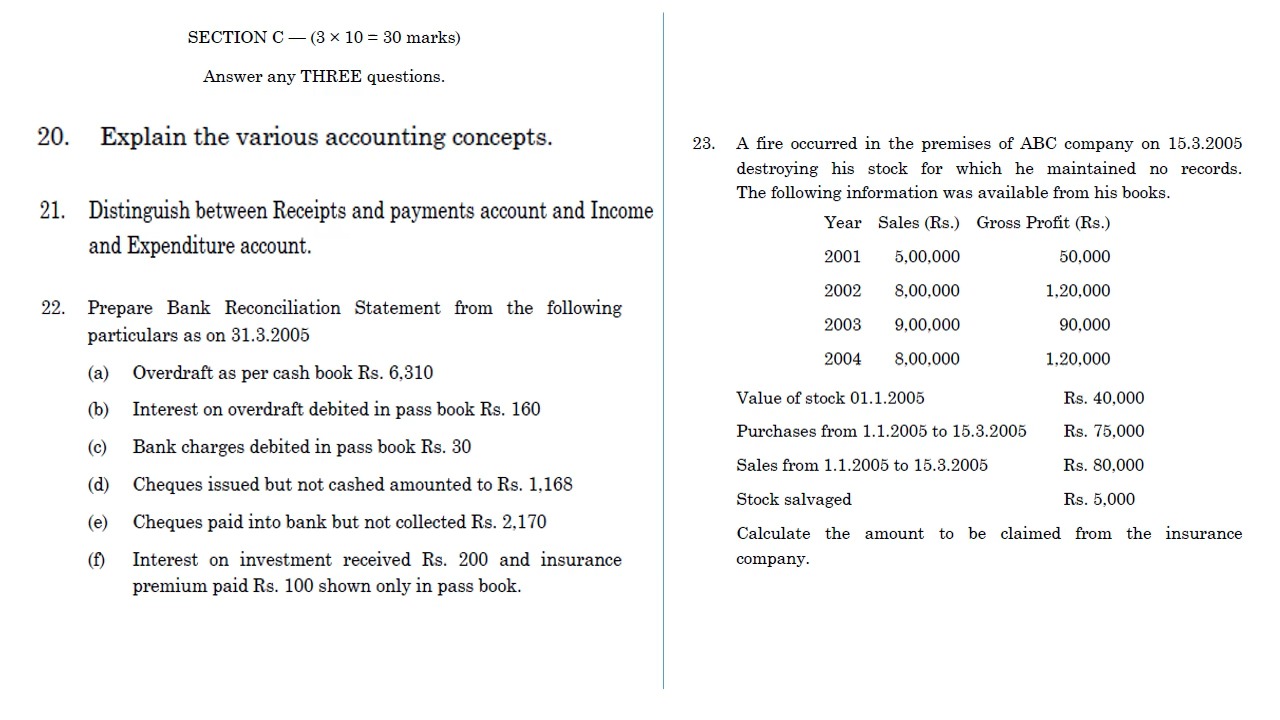 SECTION C — (3 × 10 = 30 marks)
Answer any THREE questions.
20. Explain the various accounting concepts.
21. Distinguish between Receipts and payments account and Income
and Expenditure account.
22. Prepare Bank Reconciliation Statement from the following
particulars as on 31.3.2005
(a) Overdraft as per cash book Rs. 6,310
(b) Interest on overdraft debited in pass book Rs. 160
(c) Bank charges debited in pass book Rs. 30
(d) Cheques issued but not cashed amounted to Rs. 1,168
(e) Cheques paid into bank but not collected Rs. 2,170
(f) Interest on investment received Rs. 200 and insurance
premium paid Rs. 100 shown only in pass book.
23. A fire occurred in the premises of ABC company on 15.3.2005
destroying his stock for which he maintained no records.
The following information was available from his books.
Year Sales (Rs.) Gross Profit (Rs.)
2001 5,00,000 50,000
2002 8,00,000 1,20,000
2003 9,00,000 90,000
2004 8,00,000 1,20,000
Value of stock 01.1.2005 Rs. 40,000
Purchases from 1.1.2005 to 15.3.2005 Rs. 75,000
Sales from 1.1.2005 to 15.3.2005 Rs. 80,000
Stock salvaged Rs. 5,000
Calculate the amount to be claimed from the insurance
company.